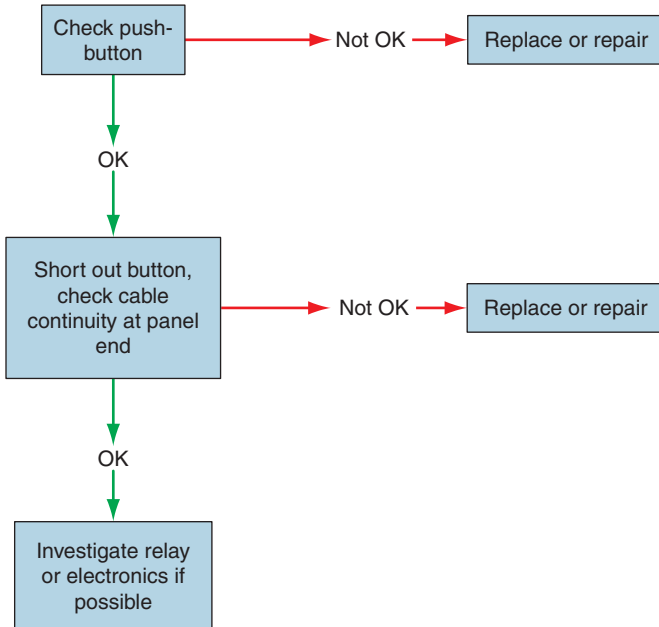 Check push-
button
Not OK
Replace or repair
OK
Short out button,
check cable
continuity at panel
end
Not OK
Replace or repair
OK
Investigate relay
or electronics if
possible